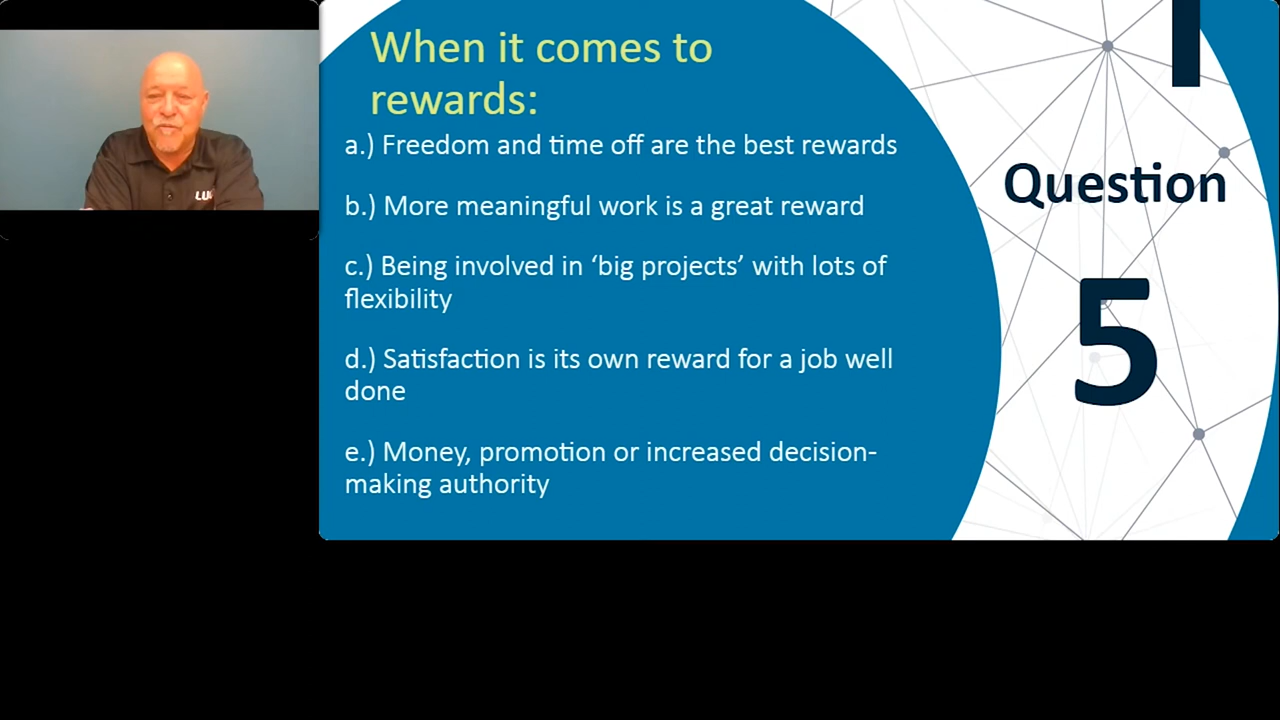 When it comes to
rewards:
a.) Freedom and time off are the best rewards
b.) More meaningful work is a great reward
c.) Being involved in ‘big projects’ with lots of
flexibility
d.) Satisfaction is its own reward for a job well
done
e.) Money, promotion or increased decision-
making authority
Question
5